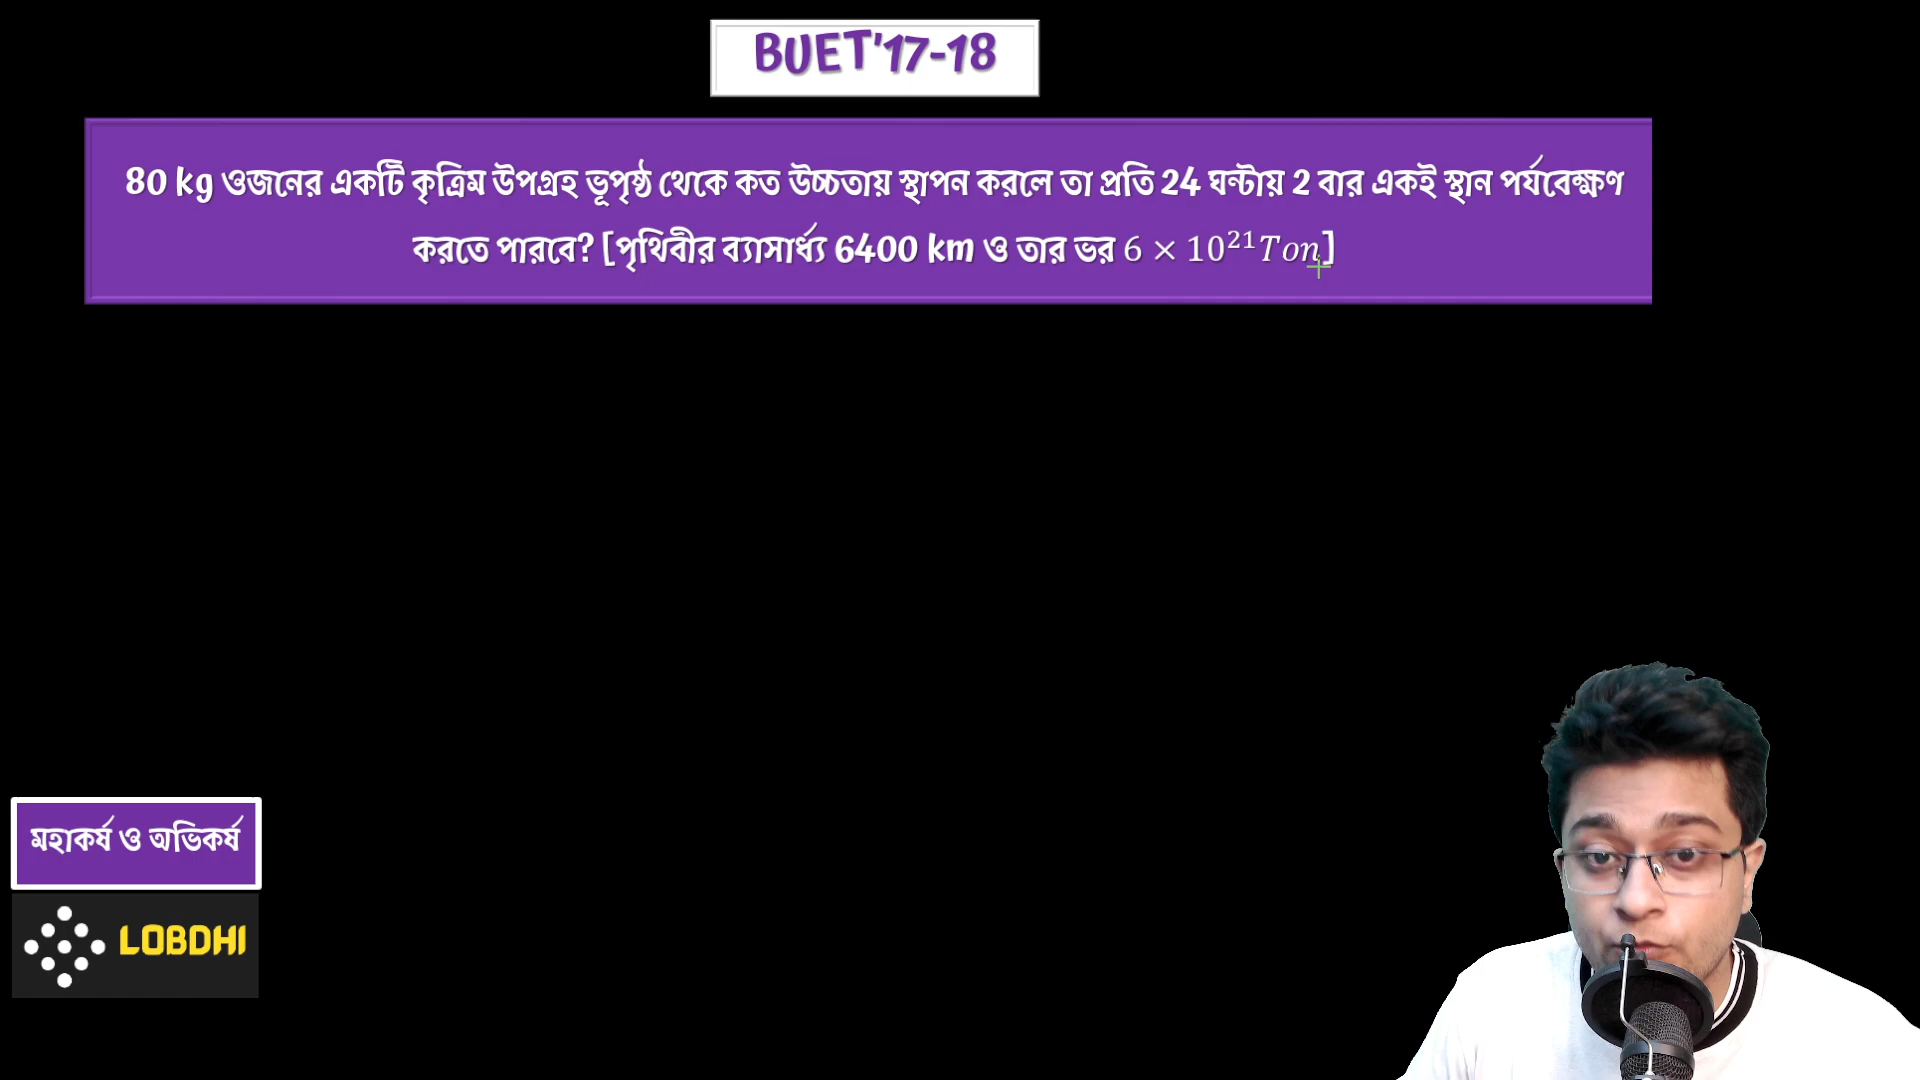 BUET'17-18
80 kg ওজনের একটি কৃত্রিম উপগ্রহ ভূপৃষ্ঠ থেকে কত উচ্চতায় স্থাপন করলে তা প্রতি 24 ঘন্টায় 2 বার একই স্থান পর্যবেক্ষণ
করতে পারবে? [পৃথিবীর ব্যাসার্ধ্য 6400 km ও তার ভর 6 × 10²¹Ton]
মহাকর্ষ ও অভিকর্ষ
LOBDHI